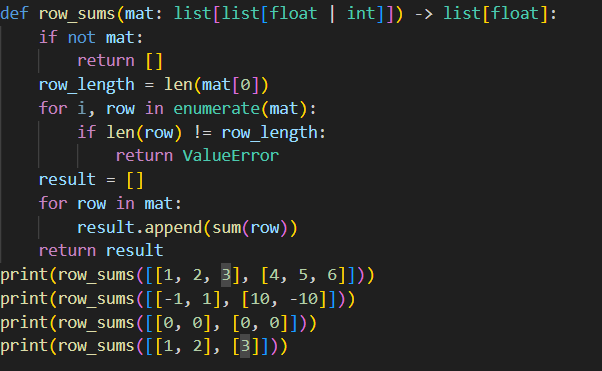 def row_sums(mat: list[list[float | int]]) -> list[float]:
    if not mat:
        return []
    row_length = len(mat[0])
    for i, row in enumerate(mat):
        if len(row) != row_length:
            return ValueError
    result = []
    for row in mat:
        result.append(sum(row))
    return result
print(row_sums([[1, 2, 3], [4, 5, 6]]))
print(row_sums([[-1, 1], [10, -10]]))
print(row_sums([[0, 0], [0, 0]]))
print(row_sums([[1, 2], [3]]))